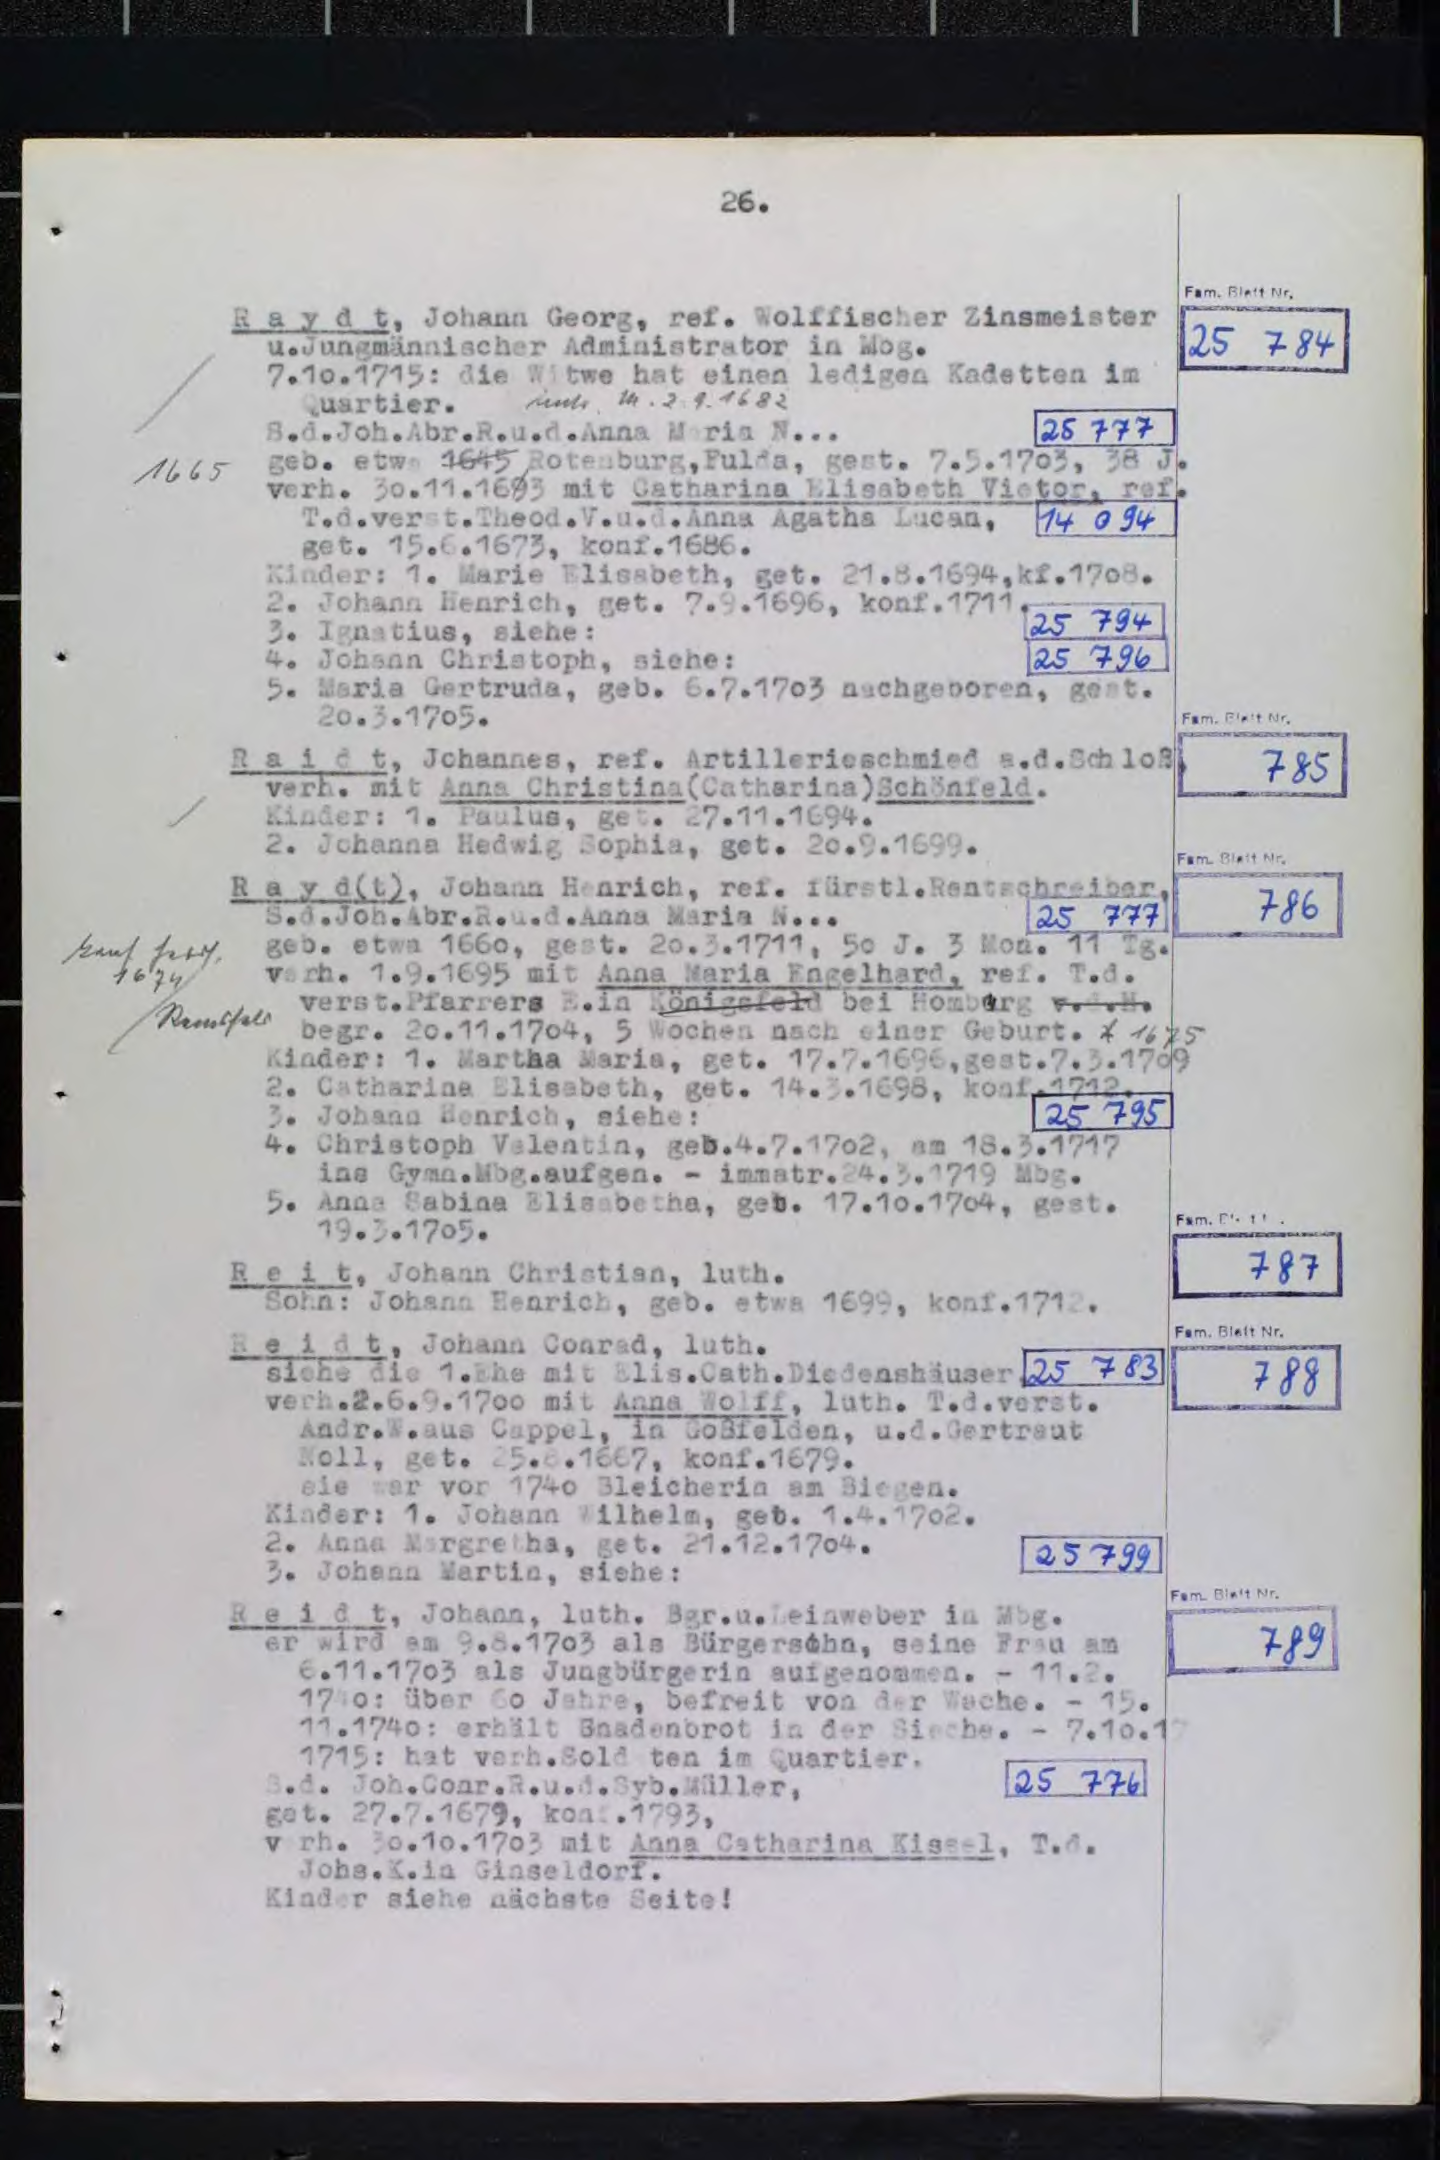 26.
Fam. Blatt Nr.
R a y d t, Johann Georg, ref. Wolffischer Zinsmeister
25 784
u.Jungmännischer Administrator in Mbg.
7.10.1715: die Witwe hat einen ledigen Kadetten im
Quartier. M. 2.9.1682
S.d.Joh.Abr.R.u.d.Anna Maria N... 25 777
1665 geb. etwa 1645 Rotenburg,Fulda, gest. 7.5.1703, 38 J.
verh. 30.11.1693 mit Catharina Elisabeth Vietor, ref.
T.d.verst.Theod.V.u.d.Anna Agatha Lucan, 14 094
get. 15.6.1673, konf.1686.
Kinder: 1. Marie Elisabeth, get. 21.8.1694,kf.1708.
2. Johann Henrich, get. 7.9.1696, konf.1711.
3. Ignatius, siehe: 25 794
4. Johann Christoph, siehe: 25 796
5. Maria Gertruda, geb. 6.7.1703 nachgeboren, gest.
20.3.1705.
Fam. Blatt Nr.
R a i d t, Johannes, ref. Artillerieschmied a.d.Schloß
785
verh. mit Anna Christina(Catharina)Schönfeld.
Kinder: 1. Paulus, get. 27.11.1694.
2. Johanna Hedwig Sophia, get. 20.9.1699.
Fam. Blatt Nr.
R a y d(t), Johann Henrich, ref. fürstl.Rentschreiber,
786
S.d.Joh.Abr.R.u.d.Anna Maria N... 25 777
geb. etwa 1660, gest. 20.3.1711, 50 J. 3 Mon. 11 Tg.
1674 verh. 1.9.1695 mit Anna Maria Engelhard, ref. T.d.
Remsfeld verst.Pfarrers E.in Königsfeld bei Homburg v.d.H.
begr. 20.11.1704, 5 Wochen nach einer Geburt. * 1675
Kinder: 1. Martha Maria, get. 17.7.1696,gest.7.3.1709
2. Catharina Elisabeth, get. 14.3.1698, konf.1712.
3. Johann Henrich, siehe: 25 795
4. Christoph Valentin, geb.4.7.1702, am 18.3.1717
ins Gymn.Mbg.aufgen. - immatr.24.3.1719 Mbg.
5. Anna Sabina Elisabetha, geb. 17.10.1704, gest.
19.3.1705.
Fam.
787
R e i t, Johann Christian, luth.
Sohn: Johann Henrich, geb. etwa 1699, konf.1712.
Fam. Blatt Nr.
R e i d t, Johann Conrad, luth.
788
siehe die 1.Ehe mit Elis.Cath.Diedenshäuser 25 783
verh.2.6.9.1700 mit Anna Wolff, luth. T.d.verst.
Andr.W.aus Cappel, in Goßfelden, u.d.Gertraut
Noll, get. 25.8.1667, konf.1679.
sie war vor 1740 Bleicherin am Biegen.
Kinder: 1. Johann Wilhelm, geb. 1.4.1702.
2. Anna Margretha, get. 21.12.1704.
3. Johann Martin, siehe: 25 799
Fam. Blatt Nr.
R e i d t, Johann, luth. Bgr.u.Leinweber in Mbg.
789
er wird am 9.8.1703 als Bürgersohn, seine Frau am
6.11.1703 als Jungbürgerin aufgenommen. - 11.2.
1740: über 60 Jahre, befreit von der Wache. - 15.
11.1740: erhält Gnadenbrot in der Sieche. - 7.10.17
1715: hat verh.Soldaten im Quartier.
S.d. Joh.Conr.R.u.d.Syb.Müller, 25 776
get. 27.7.1679, konf.1793,
verh. 30.10.1703 mit Anna Catharina Kissel, T.d.
Johs.K.in Ginseldorf.
Kinder siehe nächste Seite!